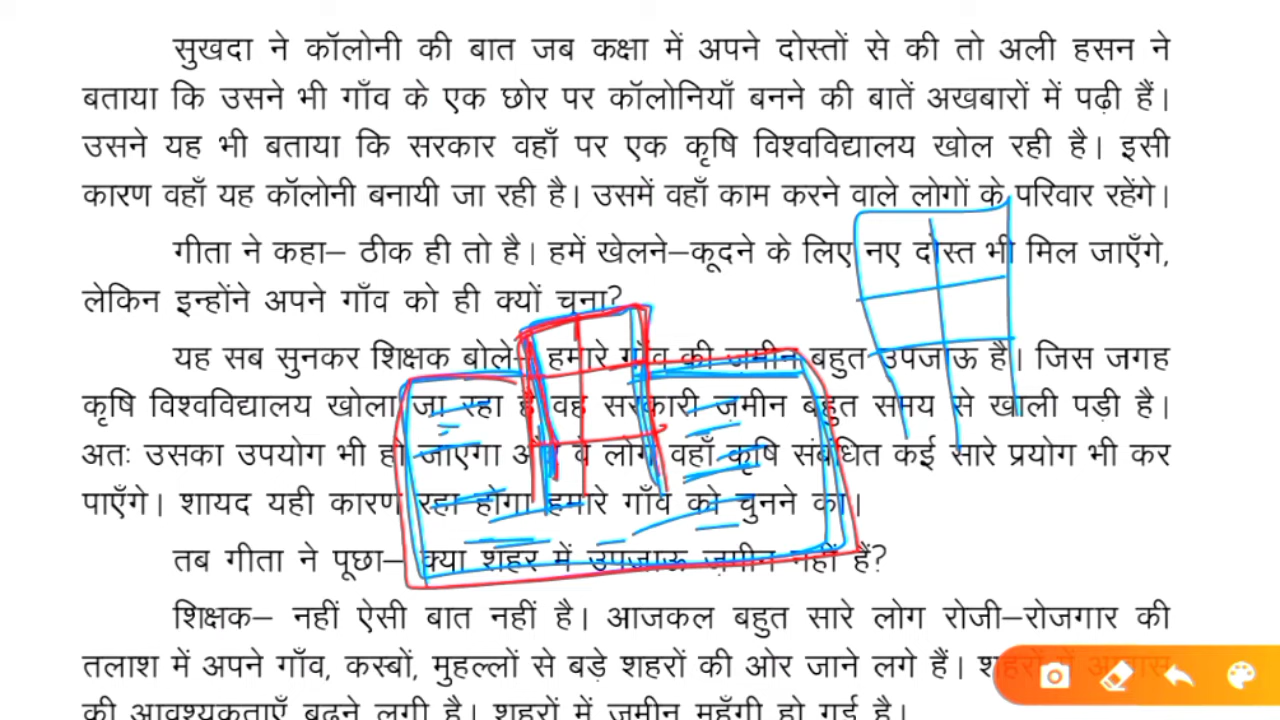 सुखदा ने कॉलोनी की बात जब कक्षा में अपने दोस्तों से की तो अली हसन ने
बताया कि उसने भी गाँव के एक छोर पर कॉलोनियाँ बनने की बातें अखबारों में पढ़ी हैं।
उसने यह भी बताया कि सरकार वहाँ पर एक कृषि विश्वविद्यालय खोल रही है। इसी
कारण वहाँ यह कॉलोनी बनायी जा रही है। उसमें वहाँ काम करने वाले लोगों के परिवार रहेंगे।
गीता ने कहा– ठीक ही तो है। हमें खेलने–कूदने के लिए नए दोस्त भी मिल जाएँगे,
लेकिन इन्होंने अपने गाँव को ही क्यों चुना?
यह सब सुनकर शिक्षक बोले– हमारे गाँव की जमीन बहुत उपजाऊ है। जिस जगह
कृषि विश्वविद्यालय खोला जा रहा है वह सरकारी ज़मीन बहुत समय से खाली पड़ी है।
अतः उसका उपयोग भी हो जाएगा और वे लोग वहाँ कृषि संबंधित कई सारे प्रयोग भी कर
पाएँगे। शायद यही कारण रहा होगा हमारे गाँव को चुनने का।
तब गीता ने पूछा– क्या शहर में उपजाऊ ज़मीन नहीं हैं?
शिक्षक– नहीं ऐसी बात नहीं है। आजकल बहुत सारे लोग रोजी–रोजगार की
तलाश में अपने गाँव, कस्बों, मुहल्लों से बड़े शहरों की ओर जाने लगे हैं। शहरों में आवास
की आवश्यकताएँ बढ़ने लगी है। शहरों में ज़मीन महँगी हो गई है।